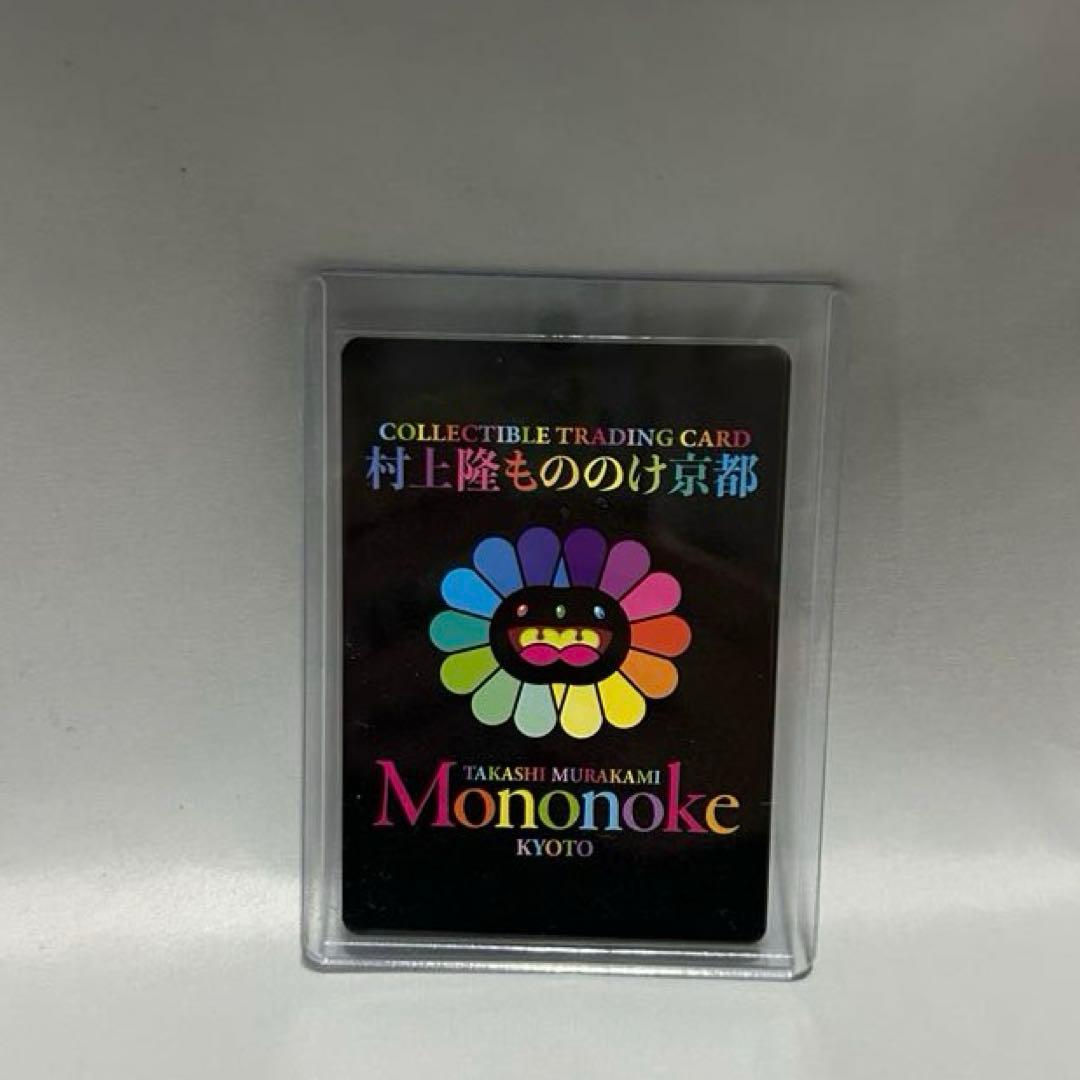 COLLECTIBLE TRADING CARD
村上隆もののけ京都
TAKASHI MURAKAMI
Mononoke
KYOTO